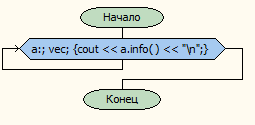 Начало
a:; vec; {cout << a.info() << "\n";}
Конец